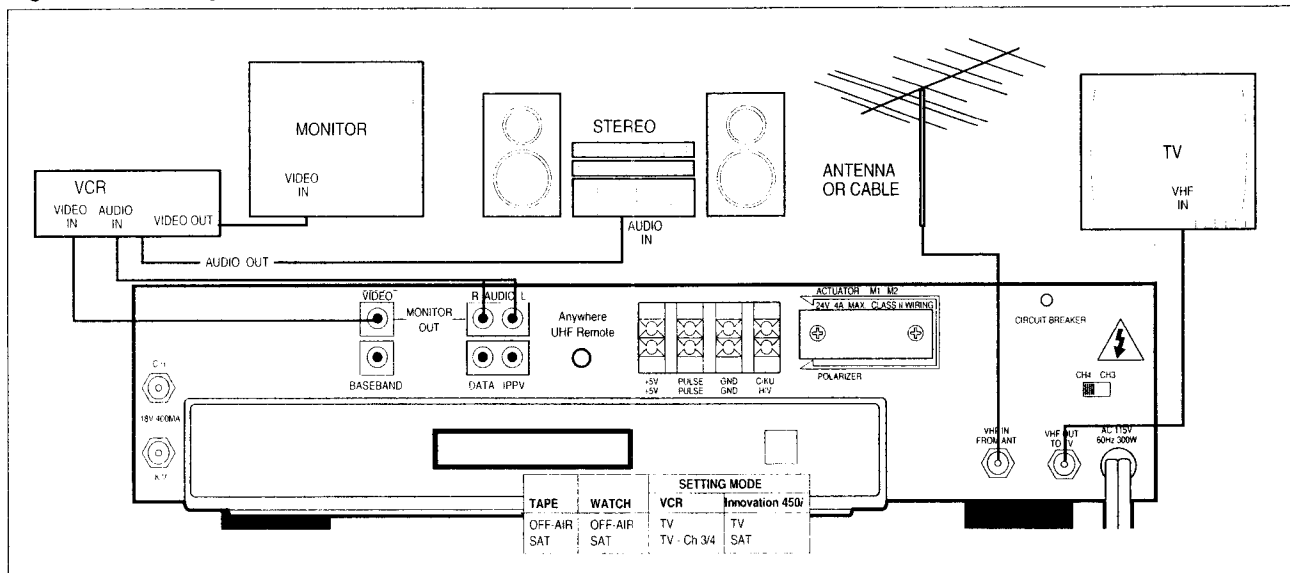 MONITOR
VIDEO IN
VCR
VIDEO IN
AUDIO IN
VIDEO OUT
AUDIO OUT
STEREO
AUDIO IN
ANTENNA OR CABLE
TV
VHF IN
VIDEO
MONITOR OUT
R AUDIO L
BASEBAND
DATA IPPV
Anywhere UHF Remote
+5V PULSE GND C/KU
+5V PULSE GND H/V
ACTUATOR M1 M2
24V 4A MAX. CLASS II WIRING
POLARIZER
CIRCUIT BREAKER
CH4 CH3
18V 400MA
VHF IN FROM ANT
VHF OUT TO TV
AC 115V
60Hz 300W
SETTING MODE
TAPE WATCH VCR Innovation 450i
OFF-AIR OFF-AIR TV TV
SAT SAT TV - Ch 3/4 SAT